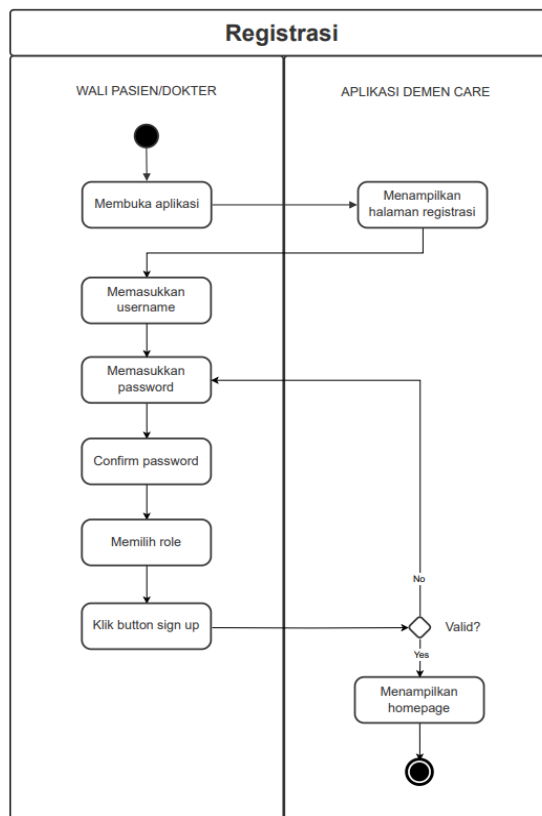 Registrasi
WALI PASIEN/DOKTER
APLIKASI DEMEN CARE
Membuka aplikasi
Menampilkan
halaman registrasi
Memasukkan
username
Memasukkan
password
Confirm password
Memilih role
Klik button sign up
No
Valid?
Yes
Menampilkan
homepage